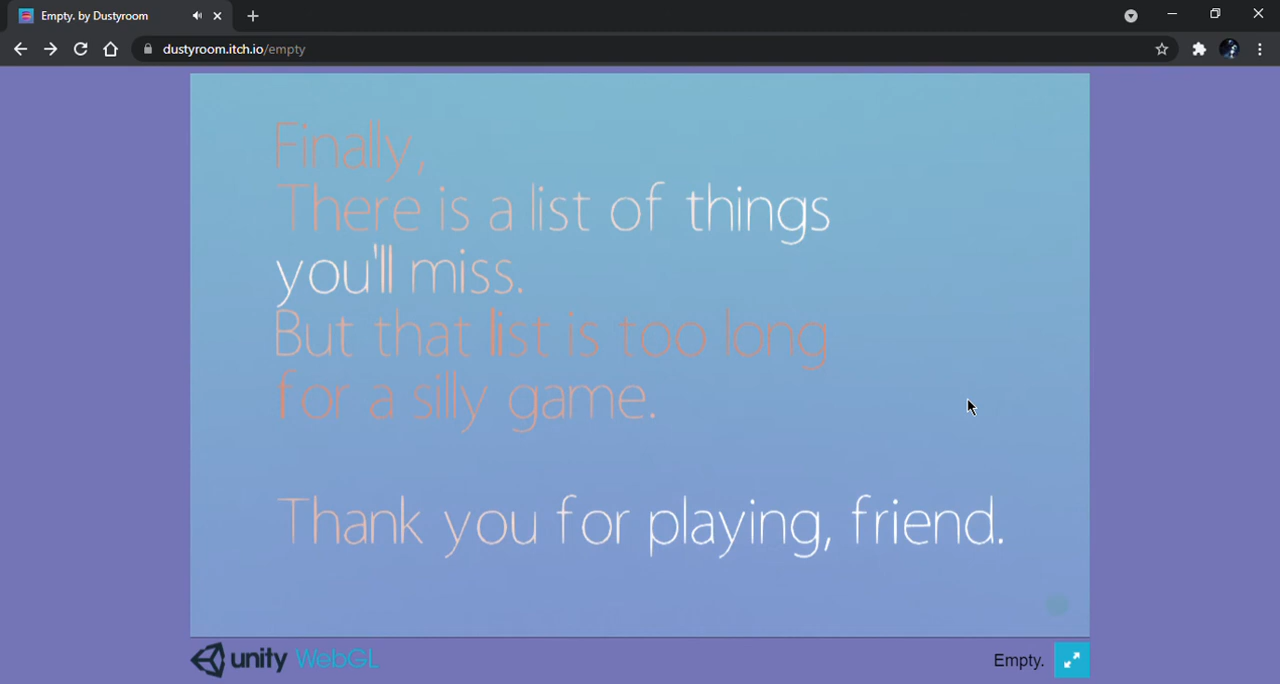 Empty. by Dustyroom
dustyroom.itch.io/empty
Finally,
There is a list of things
you'll miss.
But that list is too long
for a silly game.
Thank you for playing, friend.
unity WebGL
Empty.